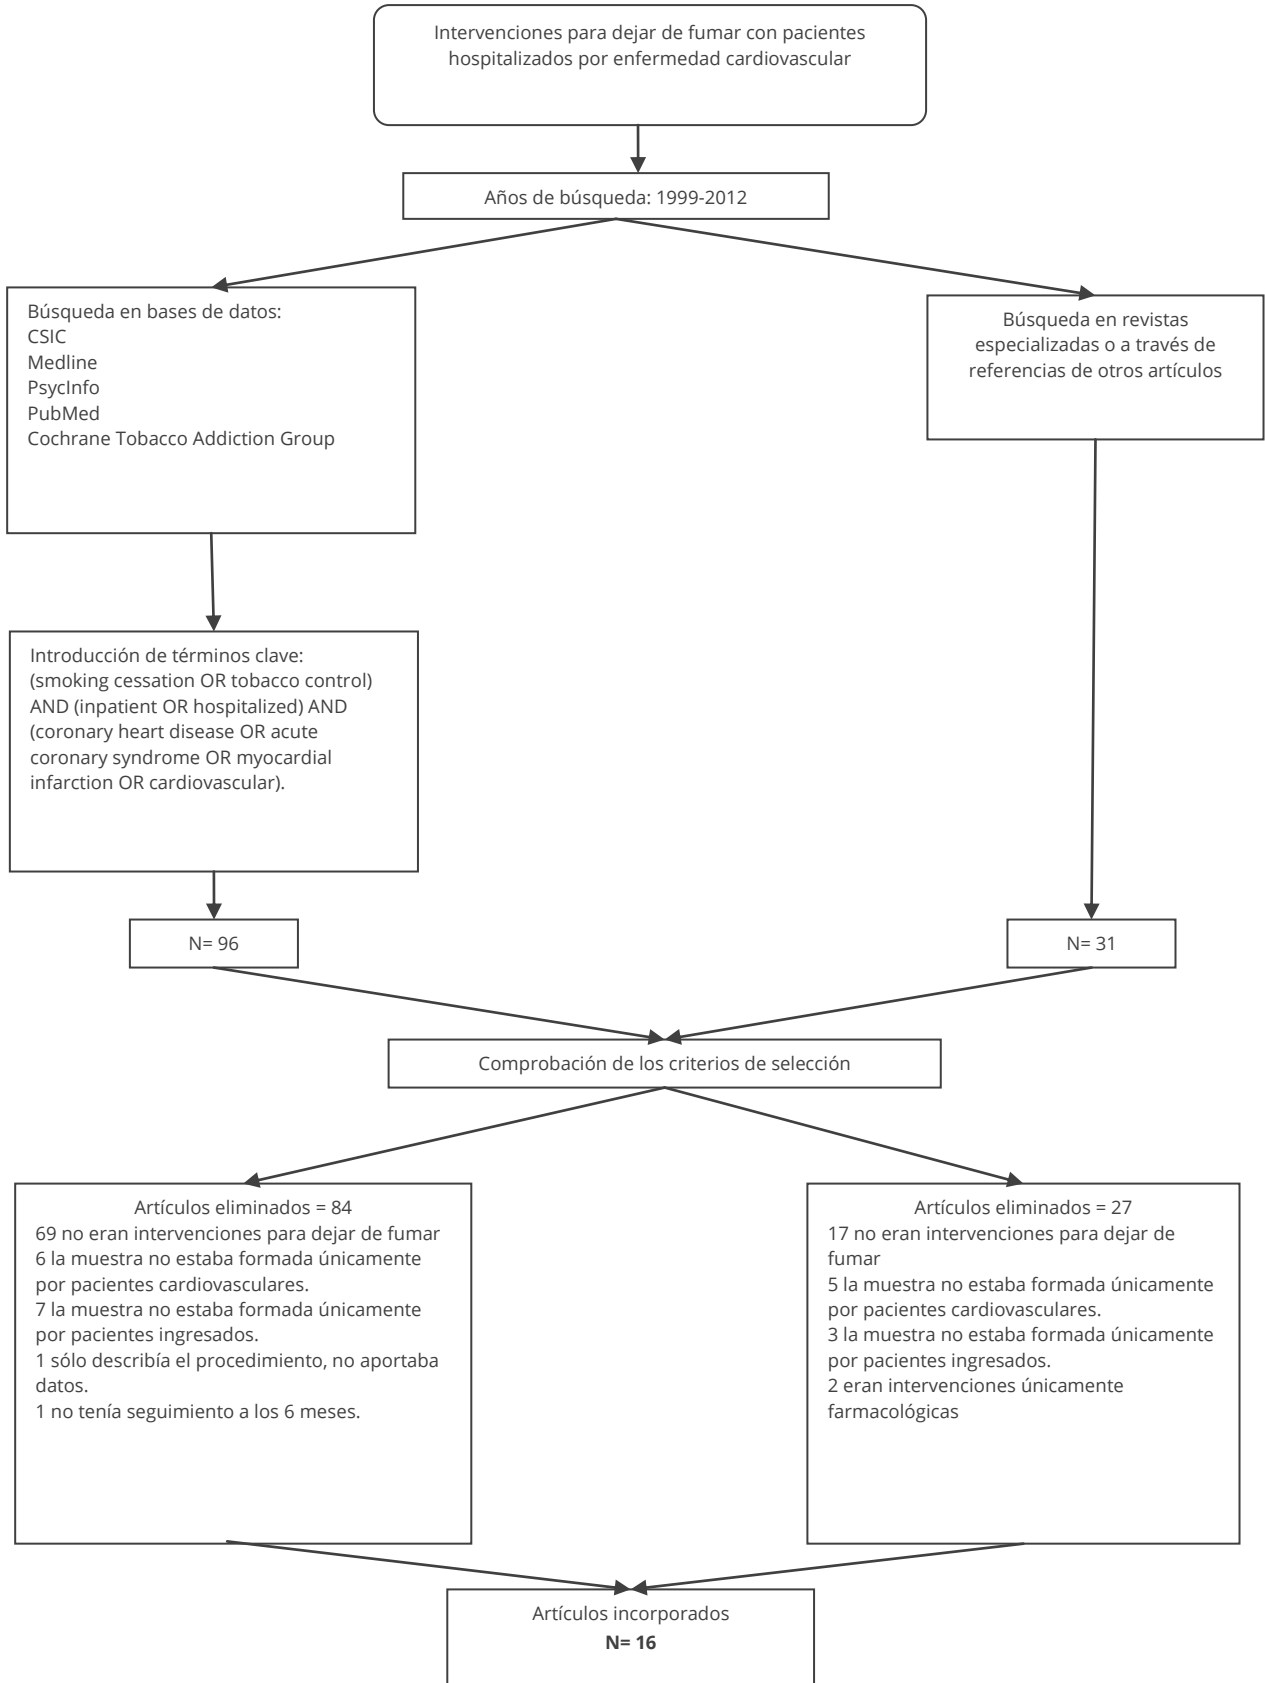 Intervenciones para dejar de fumar con pacientes
hospitalizados por enfermedad cardiovascular
Años de búsqueda: 1999-2012
Búsqueda en bases de datos:
CSIC
Medline
PsycInfo
PubMed
Cochrane Tobacco Addiction Group
Búsqueda en revistas
especializadas o a través de
referencias de otros artículos
Introducción de términos clave:
(smoking cessation OR tobacco control)
AND (inpatient OR hospitalized) AND
(coronary heart disease OR acute
coronary syndrome OR myocardial
infarction OR cardiovascular).
N= 96
N= 31
Comprobación de los criterios de selección
Artículos eliminados = 84
69 no eran intervenciones para dejar de fumar
6 la muestra no estaba formada únicamente
por pacientes cardiovasculares.
7 la muestra no estaba formada únicamente
por pacientes ingresados.
1 sólo describía el procedimiento, no aportaba
datos.
1 no tenía seguimiento a los 6 meses.
Artículos eliminados = 27
17 no eran intervenciones para dejar de
fumar
5 la muestra no estaba formada únicamente
por pacientes cardiovasculares.
3 la muestra no estaba formada únicamente
por pacientes ingresados.
2 eran intervenciones únicamente
farmacológicas
Artículos incorporados
N= 16